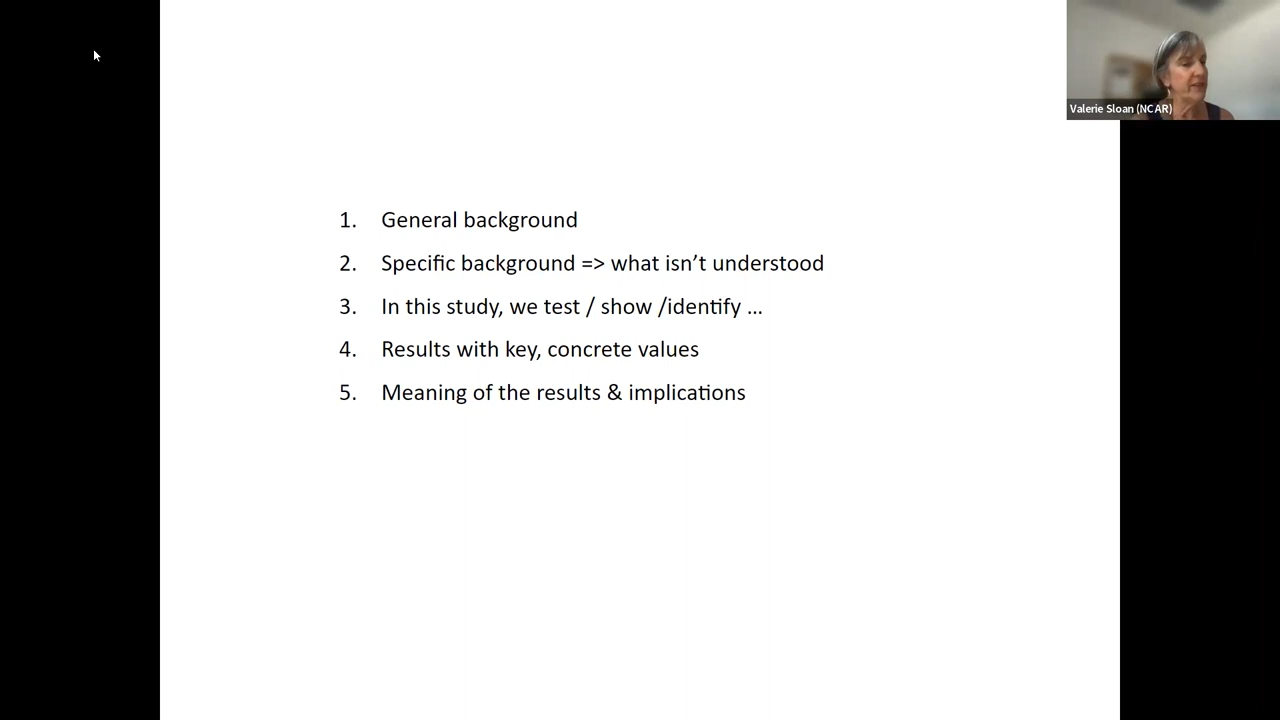 Valerie Sloan (NCAR)
1. General background
2. Specific background => what isn’t understood
3. In this study, we test / show /identify ...
4. Results with key, concrete values
5. Meaning of the results & implications